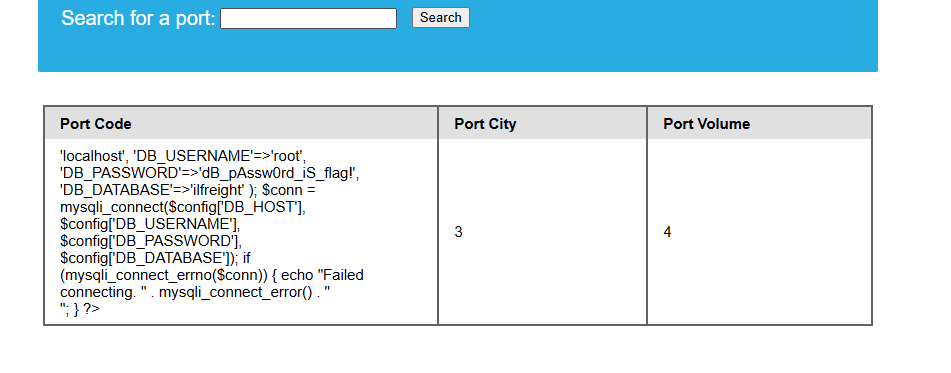 Search for a port: Search
Port Code Port City Port Volume
'localhost', 'DB_USERNAME'=>'root',
'DB_PASSWORD'=>'dB_pAssw0rd_iS_flag!',
'DB_DATABASE'=>'ilfreight' ); $conn =
mysqli_connect($config['DB_HOST'],
$config['DB_USERNAME'],
$config['DB_PASSWORD'],
$config['DB_DATABASE']); if
(mysqli_connect_errno($conn)) { echo "Failed
connecting. " . mysqli_connect_error() . "
"; } ?>
3
4